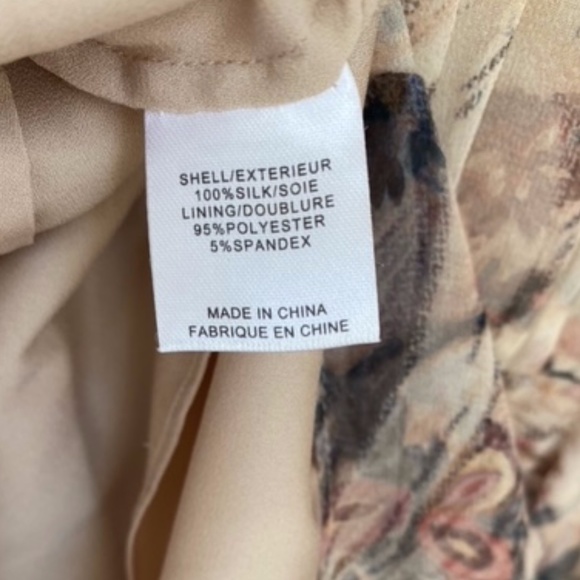 SHELL/EXTERIEUR
100%SILK/SOIE
LINING/DOUBLURE
95%POLYESTER
5%SPANDEX
MADE IN CHINA
FABRIQUE EN CHINE